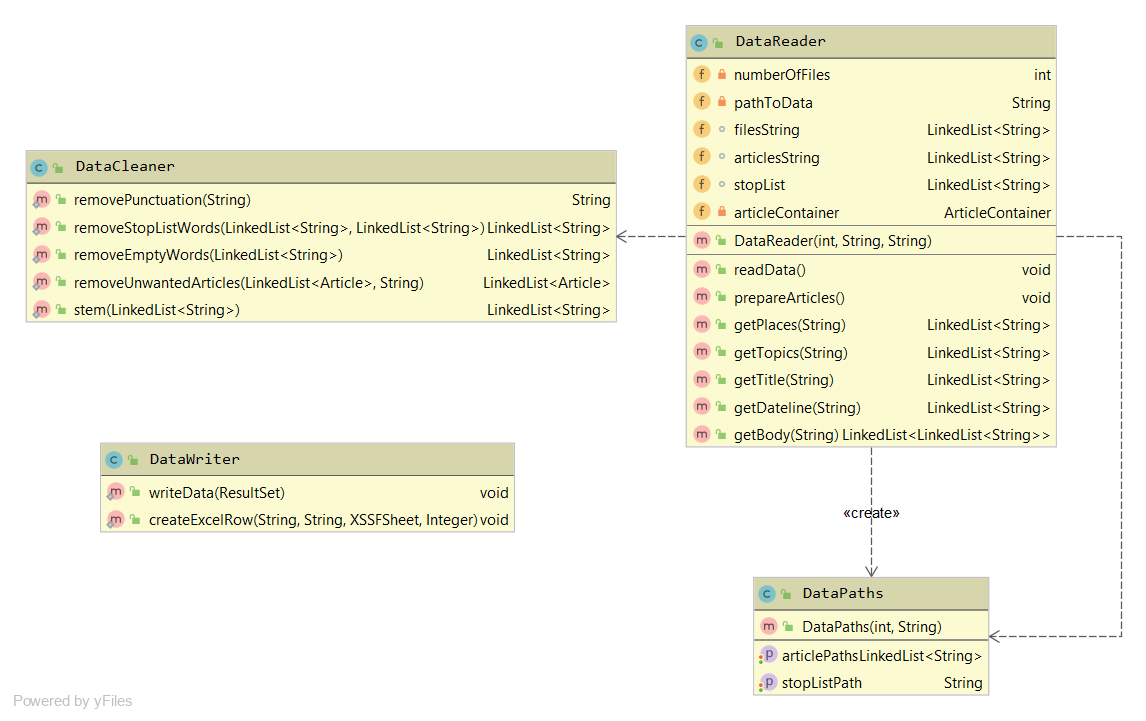 DataReader
f numberOfFiles int
f pathToData String
f filesString LinkedList<String>
f articlesString LinkedList<String>
f stopList LinkedList<String>
f articleContainer ArticleContainer
m DataReader(int, String, String)
m readData() void
m prepareArticles() void
m getPlaces(String) LinkedList<String>
m getTopics(String) LinkedList<String>
m getTitle(String) LinkedList<String>
m getDateline(String) LinkedList<String>
m getBody(String) LinkedList<LinkedList<String>>
C DataCleaner
m removePunctuation(String) String
m removeStopListWords(LinkedList<String>, LinkedList<String>) LinkedList<String>
m removeEmptyWords(LinkedList<String>) LinkedList<String>
m removeUnwantedArticles(LinkedList<Article>, String) LinkedList<Article>
m stem(LinkedList<String>) LinkedList<String>
C DataWriter
m writeData(ResultSet) void
m createExcelRow(String, String, XSSFSheet, Integer) void
«create»
C DataPaths
m DataPaths(int, String)
p articlePathsLinkedList<String>
p stopListPath String
Powered by yFiles